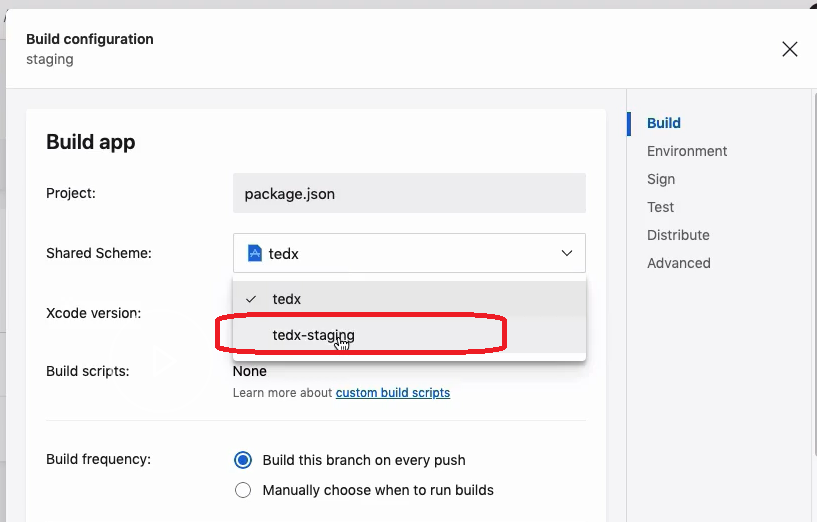 Build configuration
staging
Build app
Project:
package.json
Shared Scheme:
tedx
tedx
Xcode version:
tedx-staging
Build scripts:
None
Learn more about custom build scripts
Build frequency:
Build this branch on every push
Manually choose when to run builds
Build
Environment
Sign
Test
Distribute
Advanced